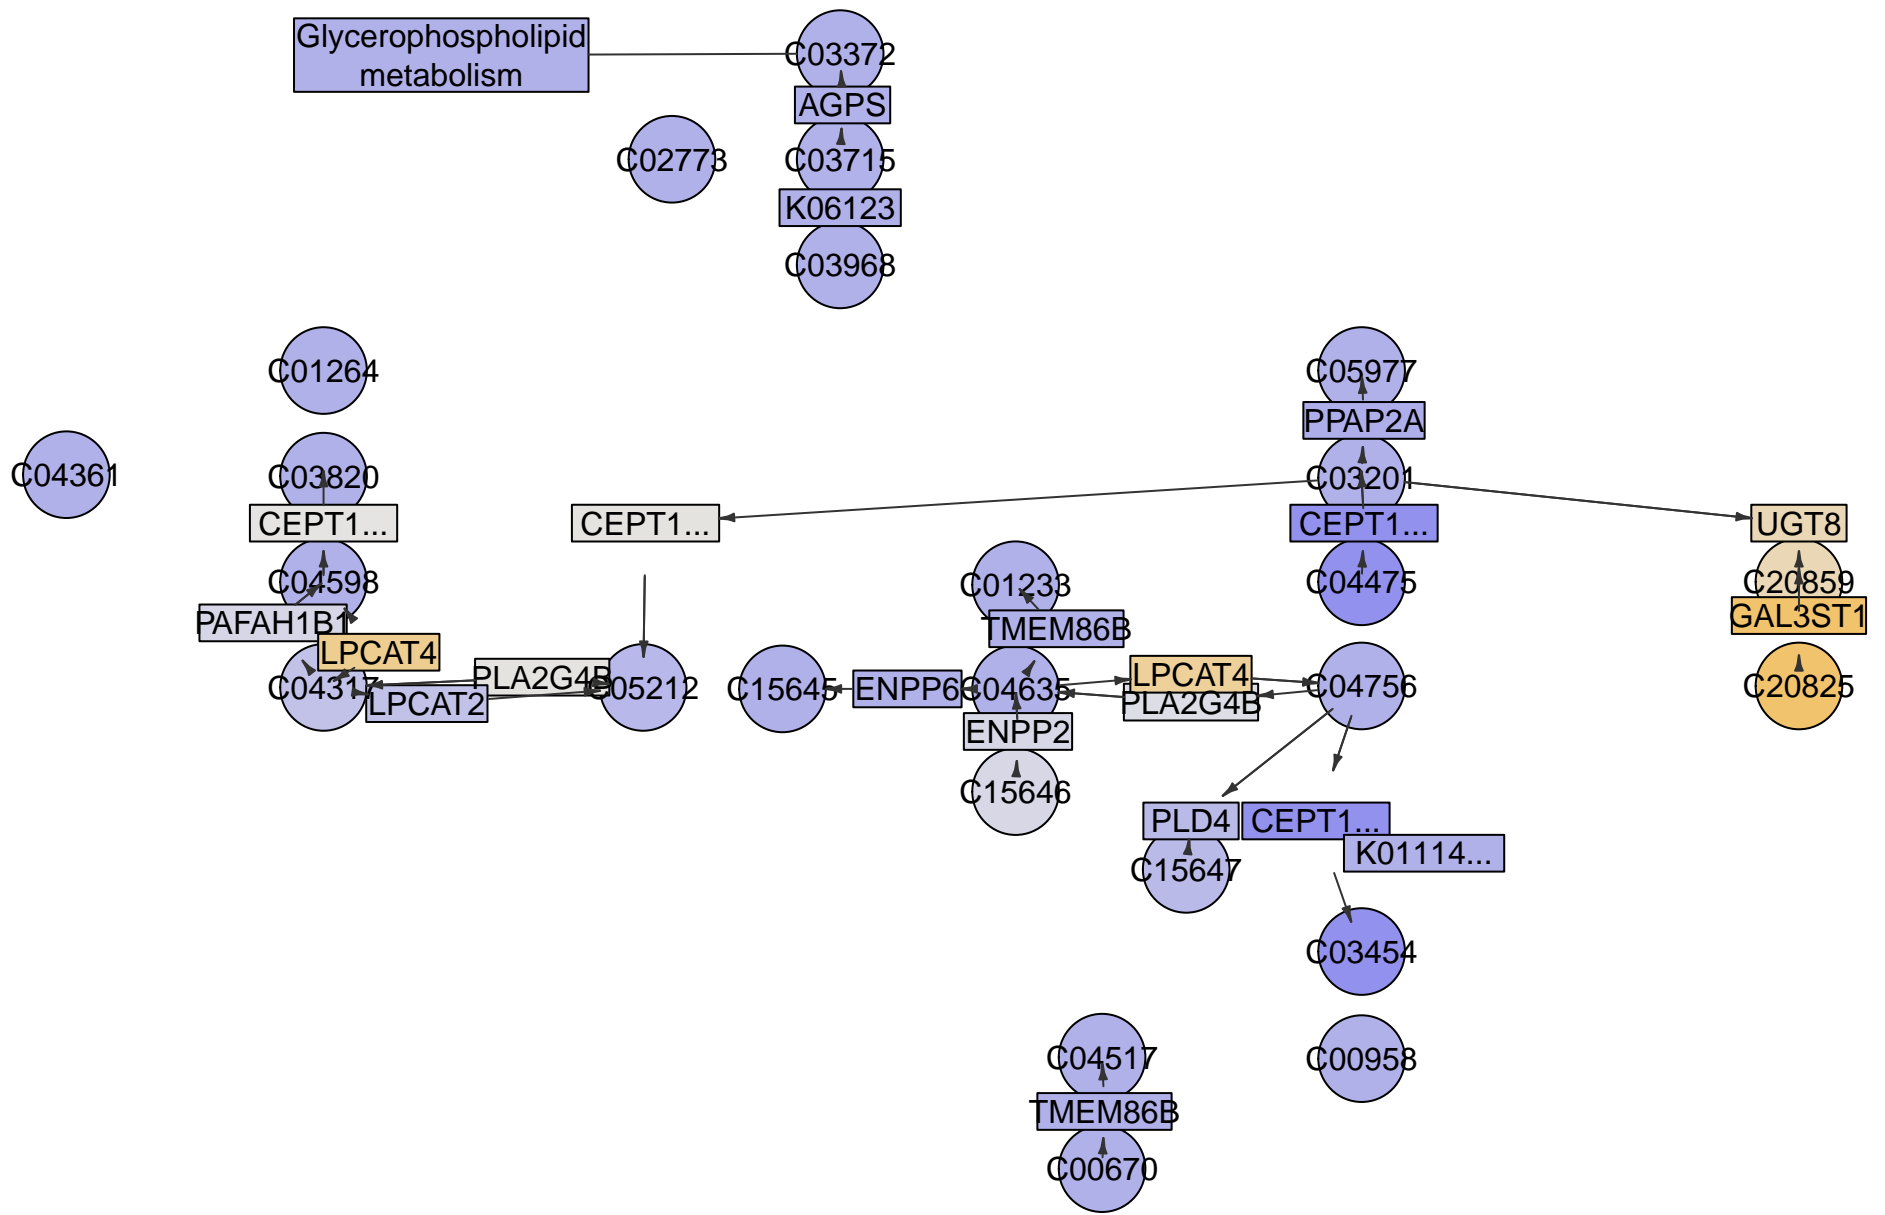 Glycerophospholipid
metabolism
C03372
AGPS
C02773
C03715
K06123
C03968
C01264
C05977
PPAP2A
C04361
C03820
C03201
CEPT1...
CEPT1...
CEPT1...
UGT8
C04598
C01233
C04475
C20859
PAFAH1B1
TMEM86B
GAL3ST1
LPCAT4
C04317
PLA2G4B
LPCAT2
C05212
C15645
ENPP6
C04635
LPCAT4
PLA2G4B
C04756
C20825
ENPP2
C15646
PLD4
CEPT1...
K01114...
C15647
C03454
C04517
C00958
TMEM86B
C00670